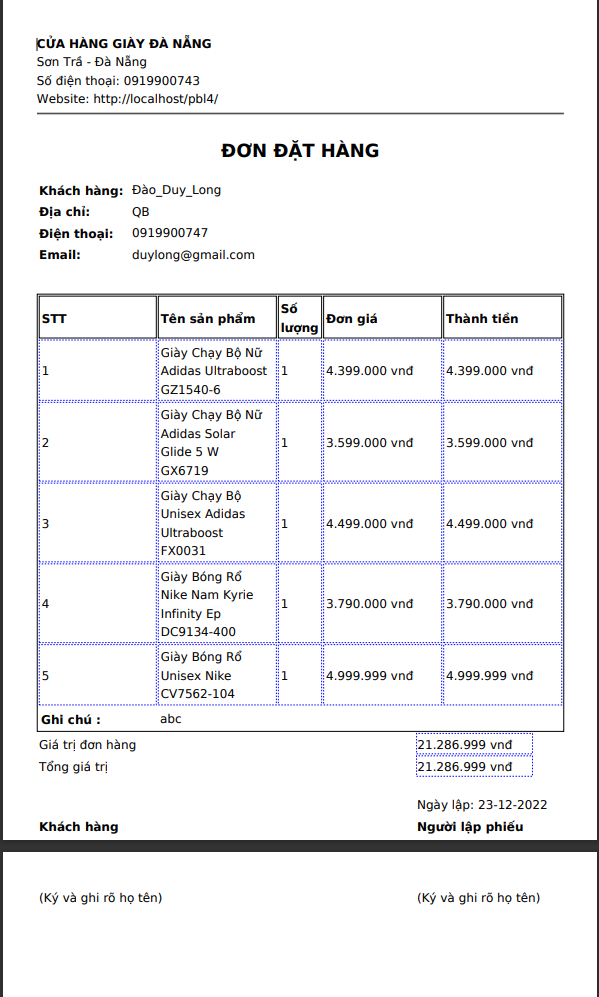 CỬA HÀNG GIÀY ĐÀ NẴNG
Sơn Trầ - Đà Nẵng
Số điện thoại: 0919900743
Website: http://localhost/pbl4/
ĐƠN ĐẶT HÀNG
Khách hàng: Đào_Duy_Long
Địa chỉ: QB
Điện thoại: 0919900747
Email: duylong@gmail.com
STT Tên sản phẩm Số lượng Đơn giá Thành tiền
1 Giày Chạy Bộ Nữ Adidas Ultraboost GZ1540-6 1 4.399.000 vnđ 4.399.000 vnđ
2 Giày Chạy Bộ Nữ Adidas Solar Glide 5 W GX6719 1 3.599.000 vnđ 3.599.000 vnđ
3 Giày Chạy Bộ Unisex Adidas Ultraboost FX0031 1 4.499.000 vnđ 4.499.000 vnđ
4 Giày Bóng Rổ Nike Nam Kyrie Infinity Ep DC9134-400 1 3.790.000 vnđ 3.790.000 vnđ
5 Giày Bóng Rổ Unisex Nike CV7562-104 1 4.999.999 vnđ 4.999.999 vnđ
Ghi chú : abc
Giá trị đơn hàng 21.286.999 vnđ
Tổng giá trị 21.286.999 vnđ
Ngày lập: 23-12-2022
Khách hàng Người lập phiếu
(Ký và ghi rõ họ tên) (Ký và ghi rõ họ tên)